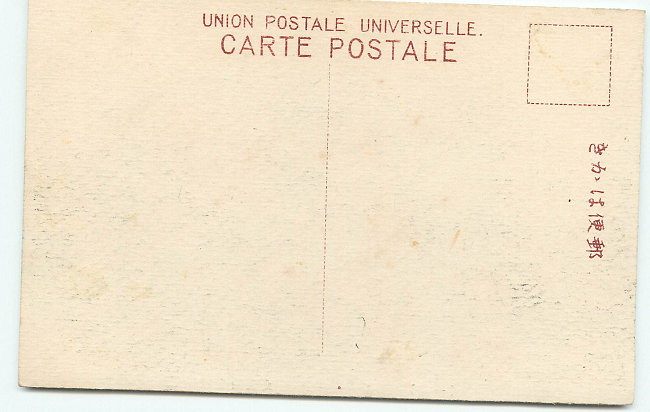 UNION POSTALE UNIVERSELLE.
CARTE POSTALE
郵便はかき